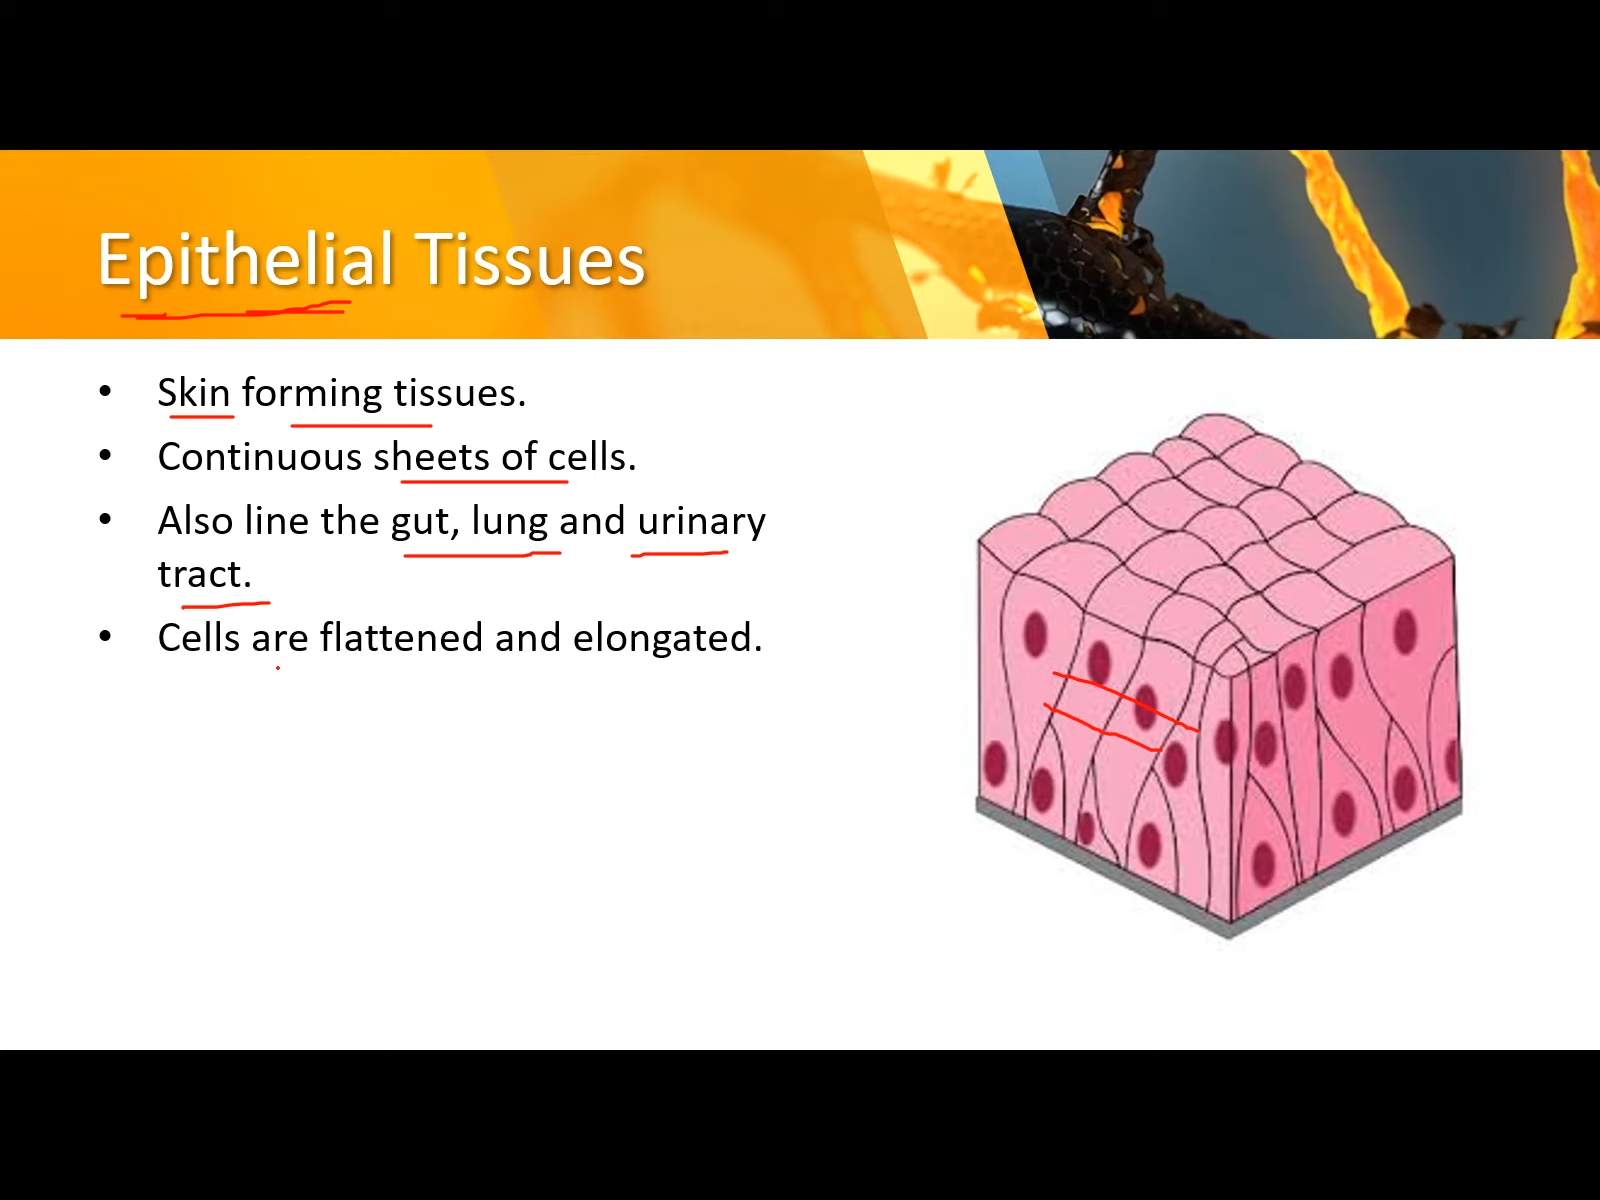 Epithelial Tissues
• Skin forming tissues.
• Continuous sheets of cells.
• Also line the gut, lung and urinary
tract.
• Cells are flattened and elongated.